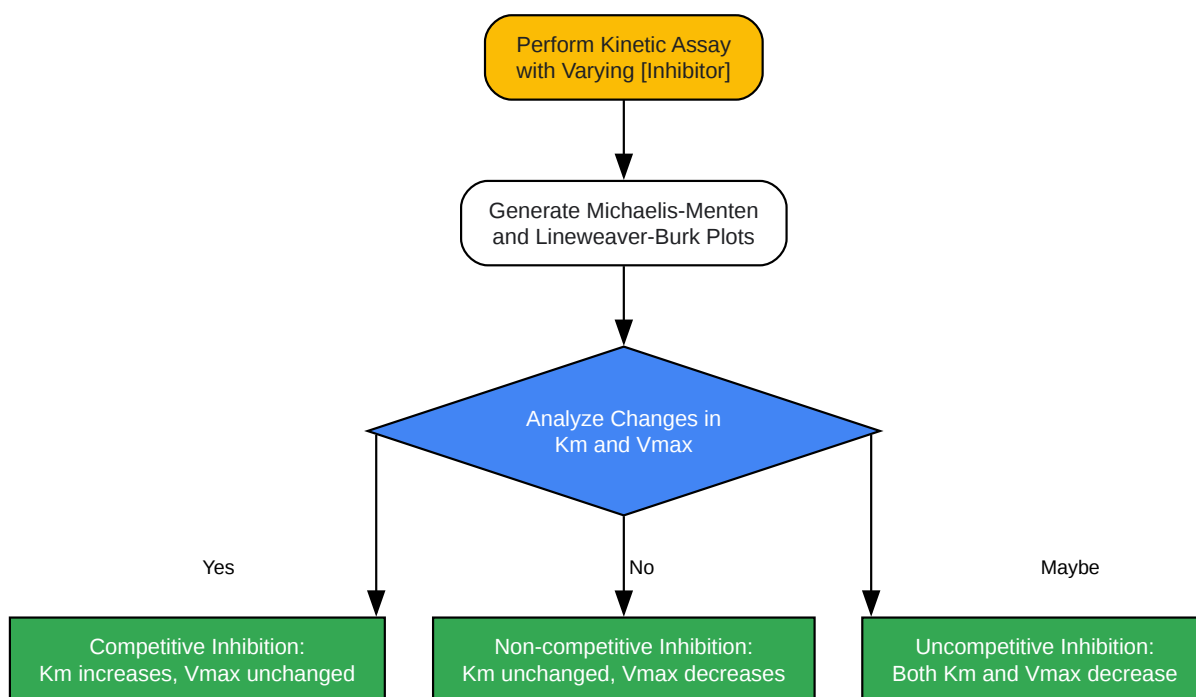 Perform Kinetic Assay
with Varying [Inhibitor]
Generate Michaelis-Menten
and Lineweaver-Burk Plots
Analyze Changes in
Km and Vmax
Yes
No
Maybe
Competitive Inhibition:
Km increases, Vmax unchanged
Non-competitive Inhibition:
Km unchanged, Vmax decreases
Uncompetitive Inhibition:
Both Km and Vmax decrease